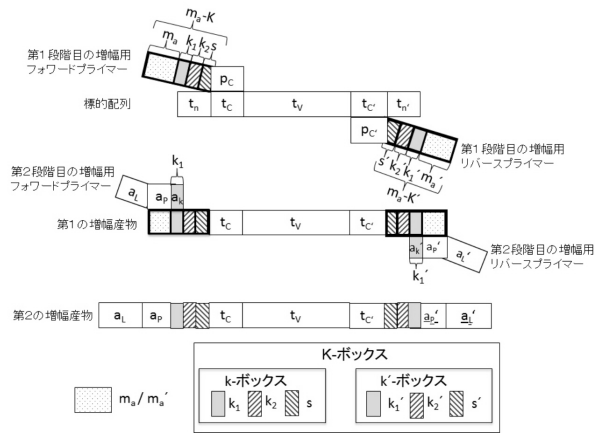 mₐ-K
mₐ k₁ k₂ s
第1段階目の増幅用
フォワードプライマー
p_C
標的配列
t_n t_C t_V t_C' t_n'
p_C'
s' k₂' k₁' mₐ'
mₐ-K'
第1段階目の増幅用
リバースプライマー
第2段階目の増幅用
フォワードプライマー
k₁
a_L a_P a_k
第1の増幅産物
t_C t_V t_C'
a_k' a_P' a_L'
k₁'
第2段階目の増幅用
リバースプライマー
第2の増幅産物
a_L a_P t_C t_V t_C' a_P' a_L'
K-ボックス
k-ボックス
k₁ k₂ s
k'-ボックス
k₁' k₂' s'
mₐ/mₐ'